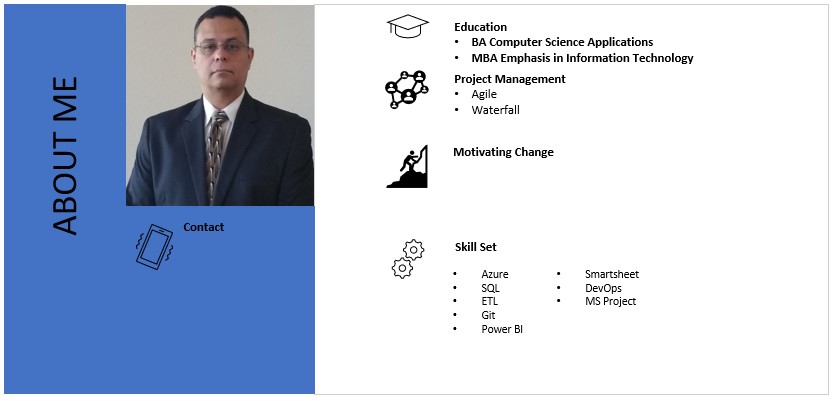 ABOUT ME
Contact
Education
• BA Computer Science Applications
• MBA Emphasis in Information Technology
Project Management
• Agile
• Waterfall
Motivating Change
Skill Set
• Azure
• SQL
• ETL
• Git
• Power BI
• Smartsheet
• DevOps
• MS Project